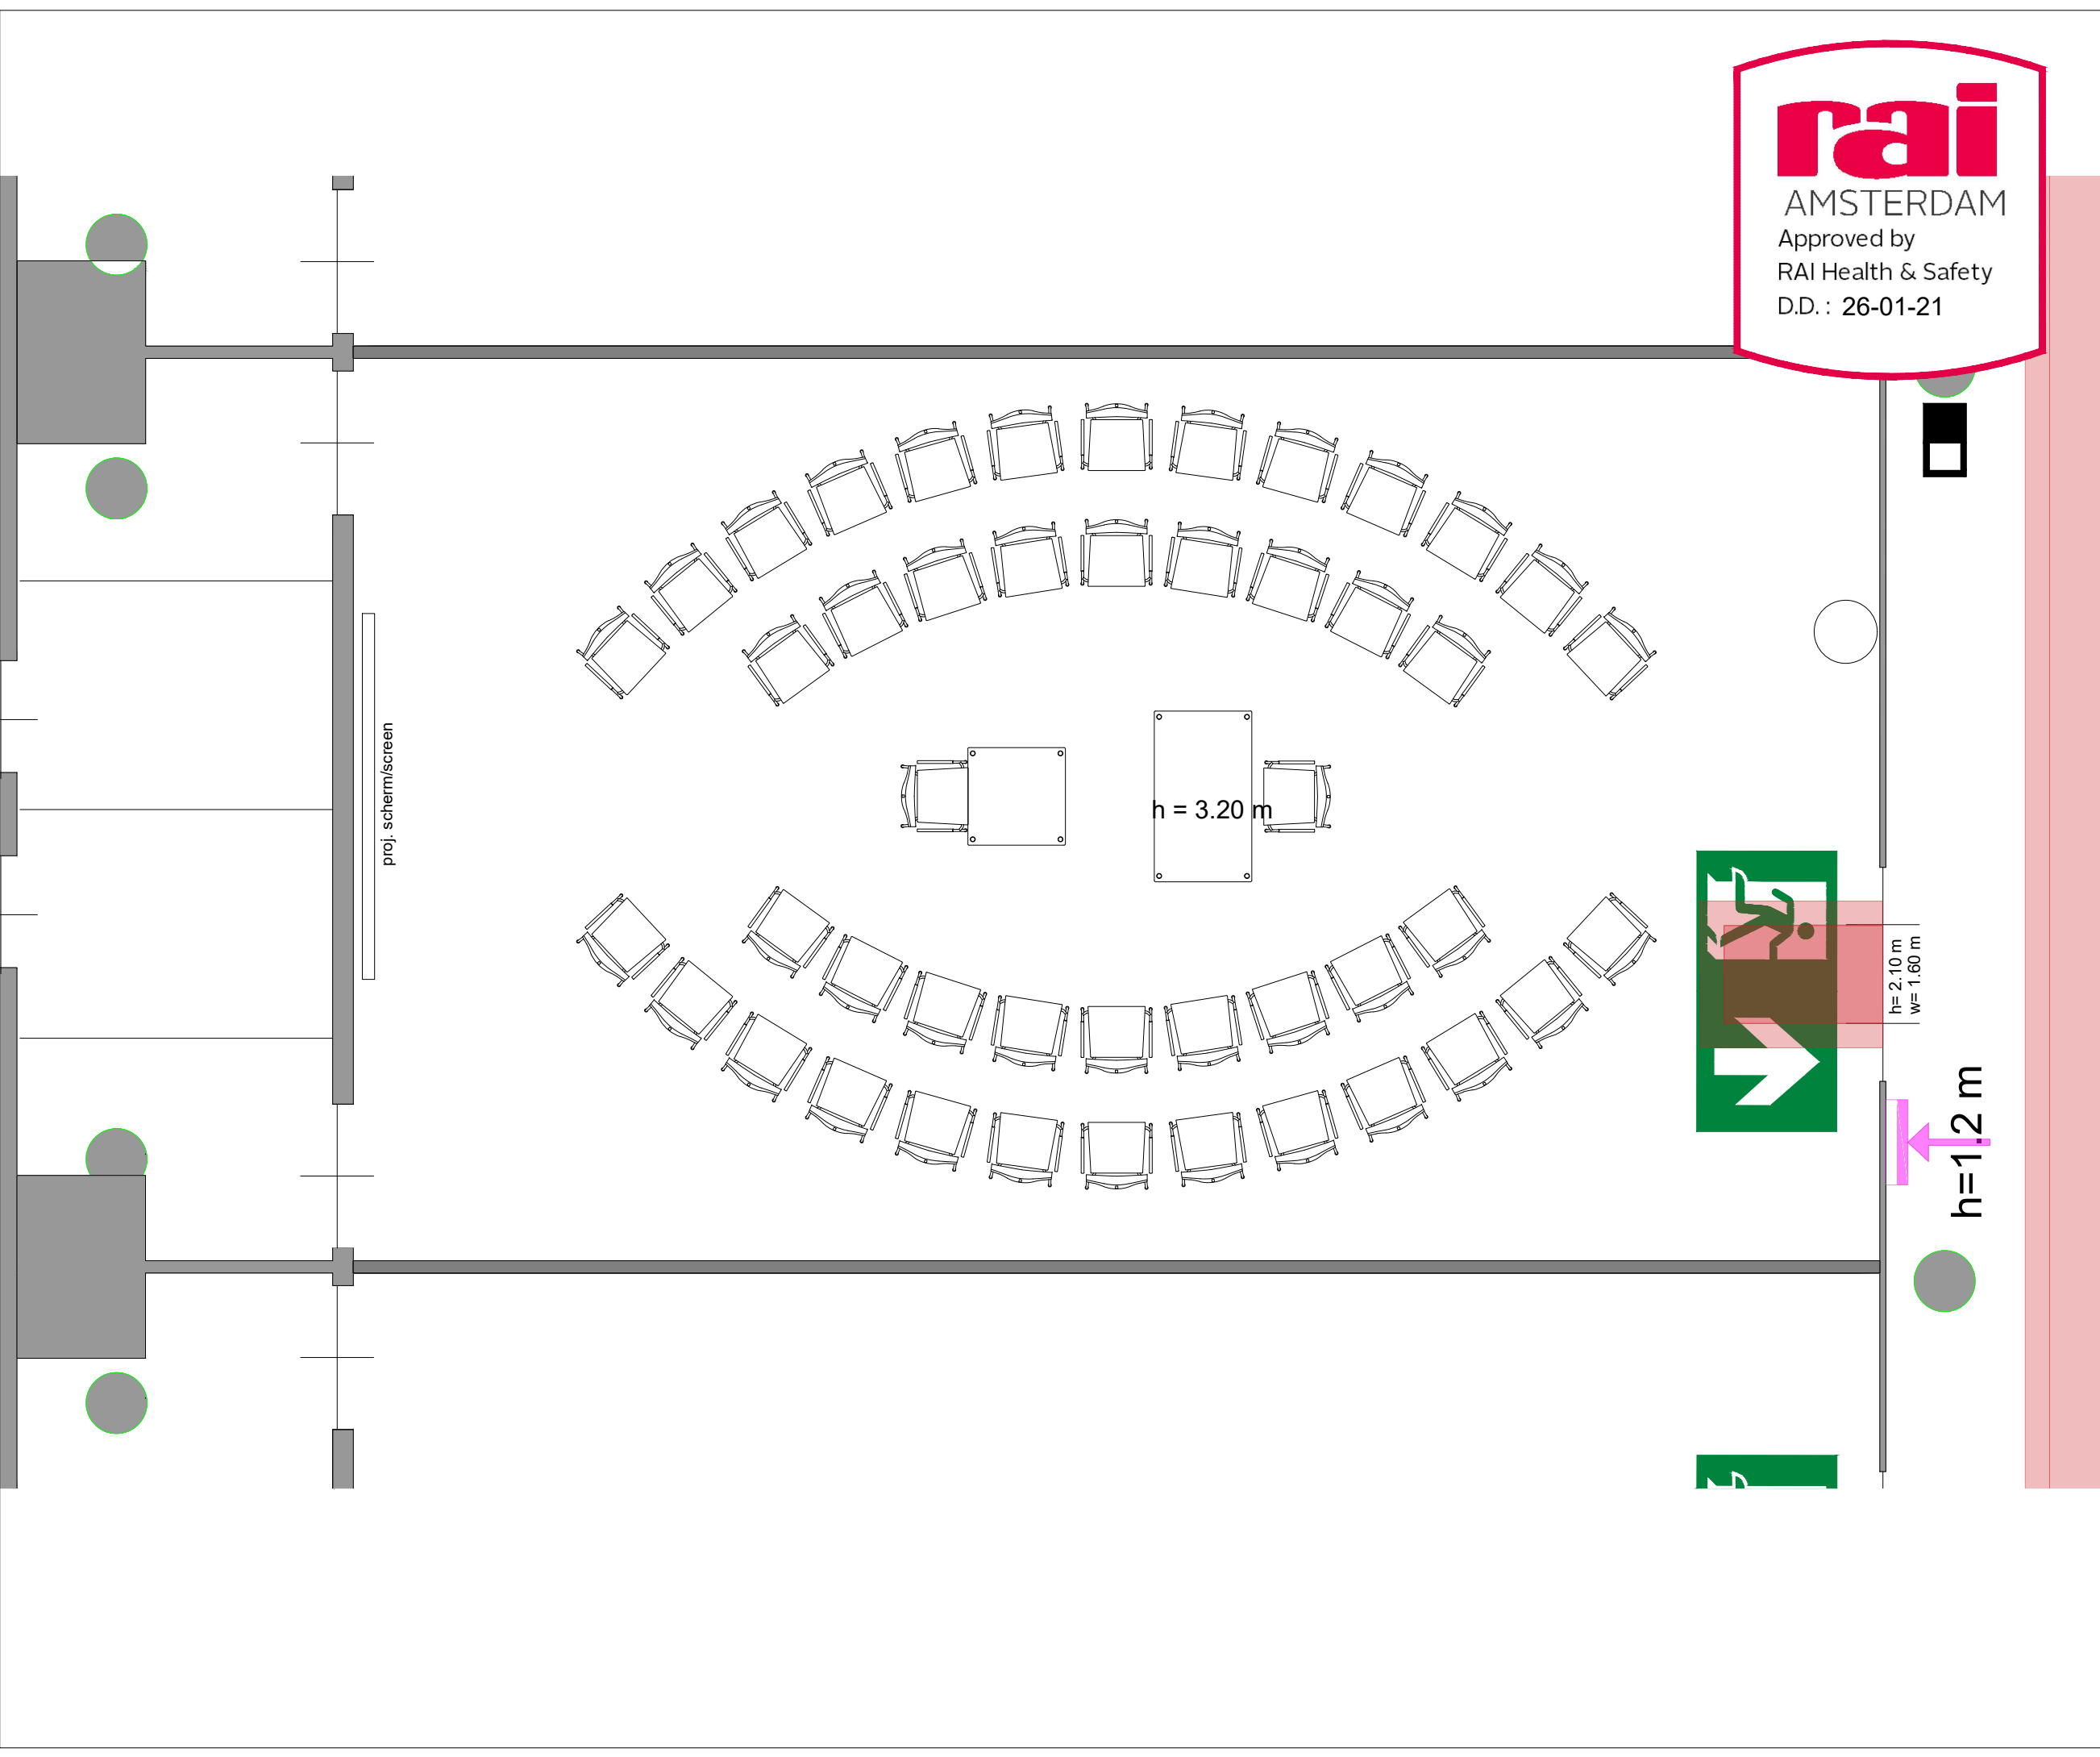 rai
AMSTERDAM
Approved by
RAI Health & Safety
D.D. : 26-01-21
proj. scherm/screen
h = 3.20 m
h= 2.10 m
w= 1.60 m
h=1.2 m